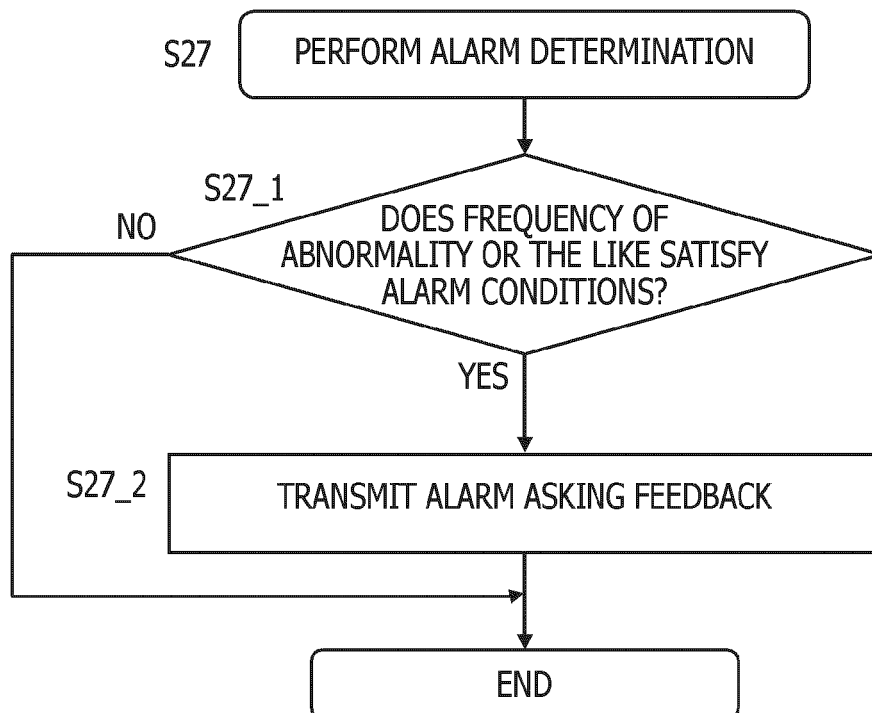 S27 PERFORM ALARM DETERMINATION
S27_1
NO
DOES FREQUENCY OF
ABNORMALITY OR THE LIKE SATISFY
ALARM CONDITIONS?
YES
S27_2 TRANSMIT ALARM ASKING FEEDBACK
END